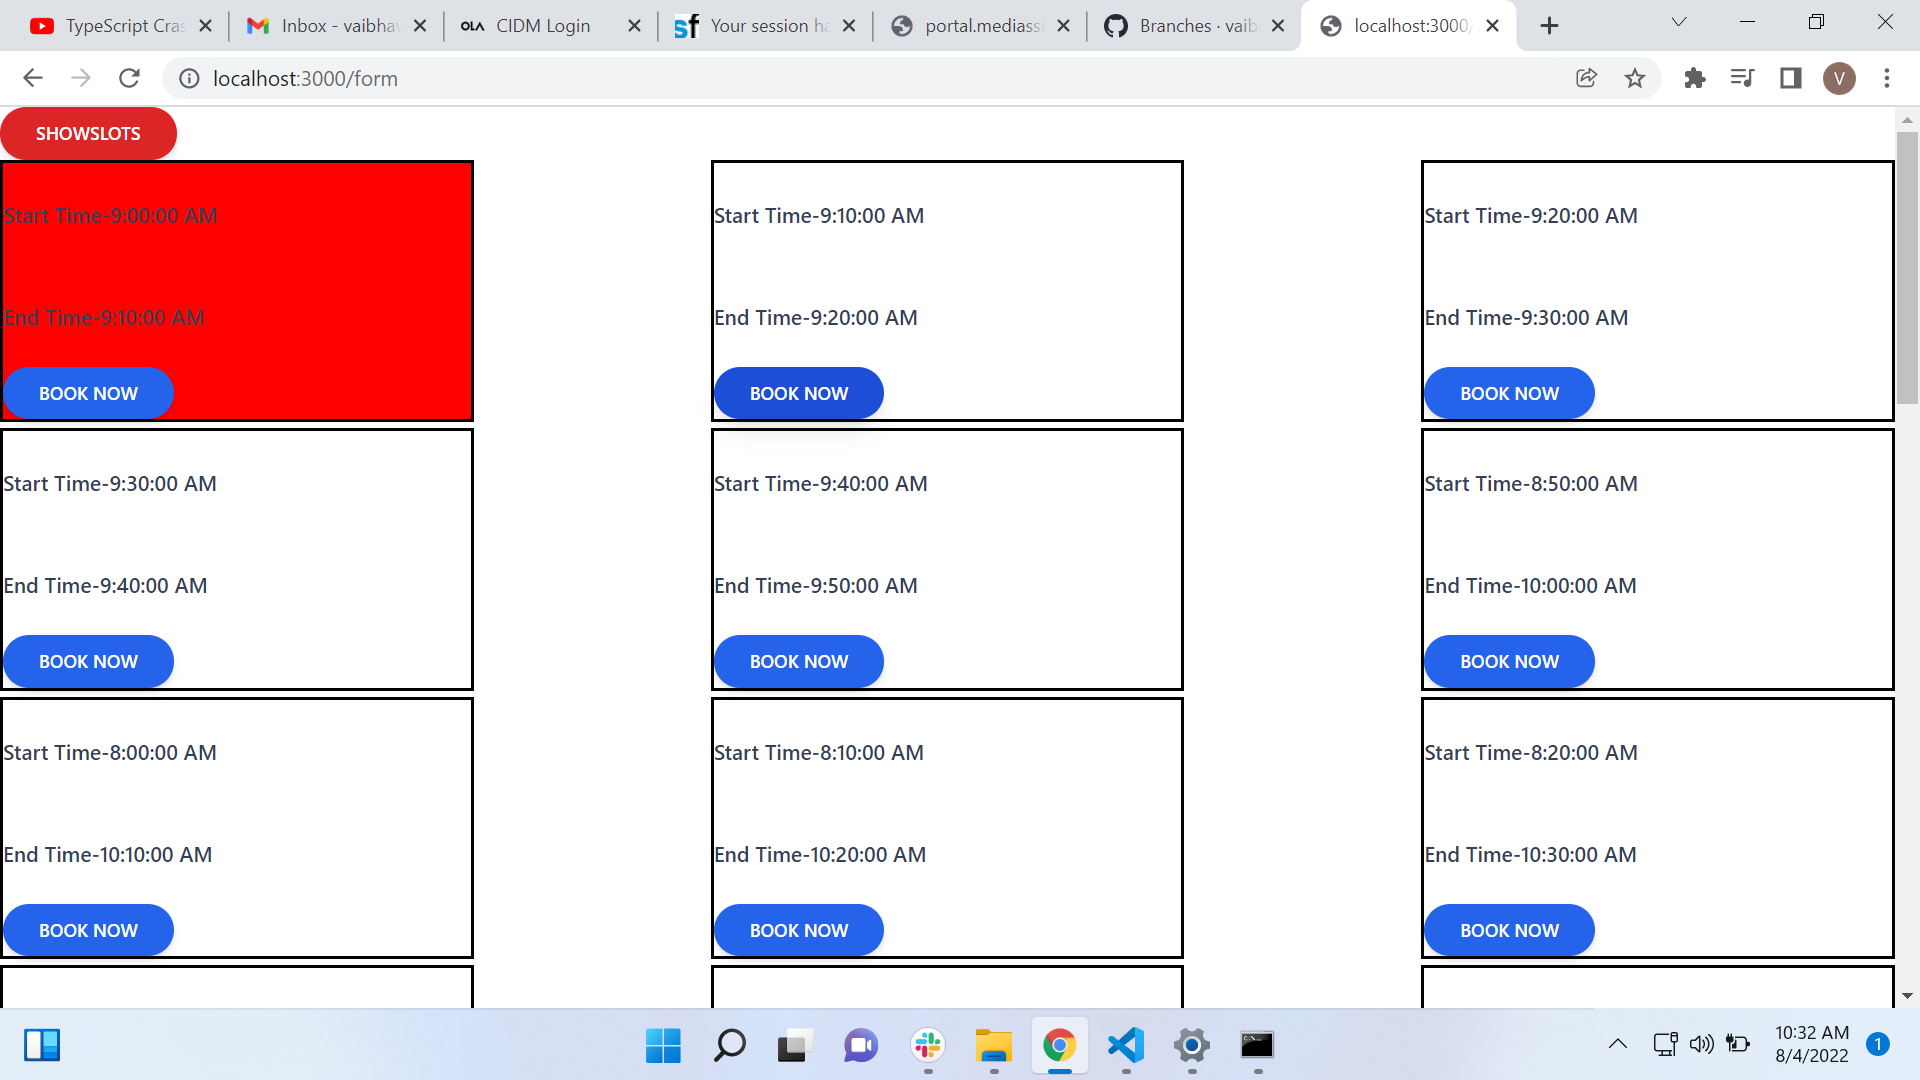 TypeScript Cras
Inbox - vaibhav
OLA CIDM Login
sf Your session ha
portal.mediassi
Branches · vaib
localhost:3000/
localhost:3000/form
V
SHOWSLOTS
Start Time-9:00:00 AM
End Time-9:10:00 AM
BOOK NOW
Start Time-9:10:00 AM
End Time-9:20:00 AM
BOOK NOW
Start Time-9:20:00 AM
End Time-9:30:00 AM
BOOK NOW
Start Time-9:30:00 AM
End Time-9:40:00 AM
BOOK NOW
Start Time-9:40:00 AM
End Time-9:50:00 AM
BOOK NOW
Start Time-8:50:00 AM
End Time-10:00:00 AM
BOOK NOW
Start Time-8:00:00 AM
End Time-10:10:00 AM
BOOK NOW
Start Time-8:10:00 AM
End Time-10:20:00 AM
BOOK NOW
Start Time-8:20:00 AM
End Time-10:30:00 AM
BOOK NOW
10:32 AM
8/4/2022
1